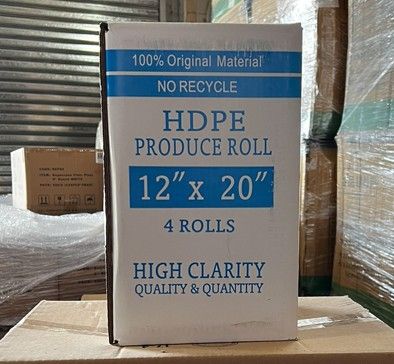 100% Original Material
NO RECYCLE
HDPE
PRODUCE ROLL
12" x 20"
4 ROLLS
HIGH CLARITY
QUALITY & QUANTITY